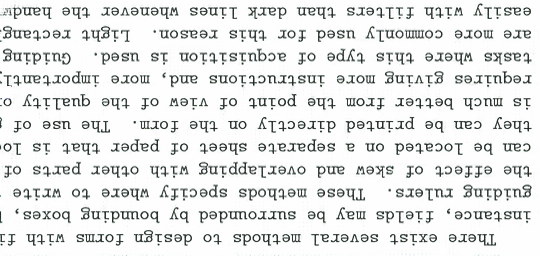 There exist several methods to design forms with fi
instance, fields may be surrounded by bounding boxes,
guiding rulers. These methods specify where to write
the effect of skew and overlapping with other parts of
can be located on a separate sheet of paper that is loc
they can be printed directly on the form. The use of g
is much better from the point of view of the quality o
requires giving more instructions and, more importantly
tasks where this type of acquisition is used. Guiding
are more commonly used for this reason. Light rectangl
easily with filters than dark lines whenever the handw